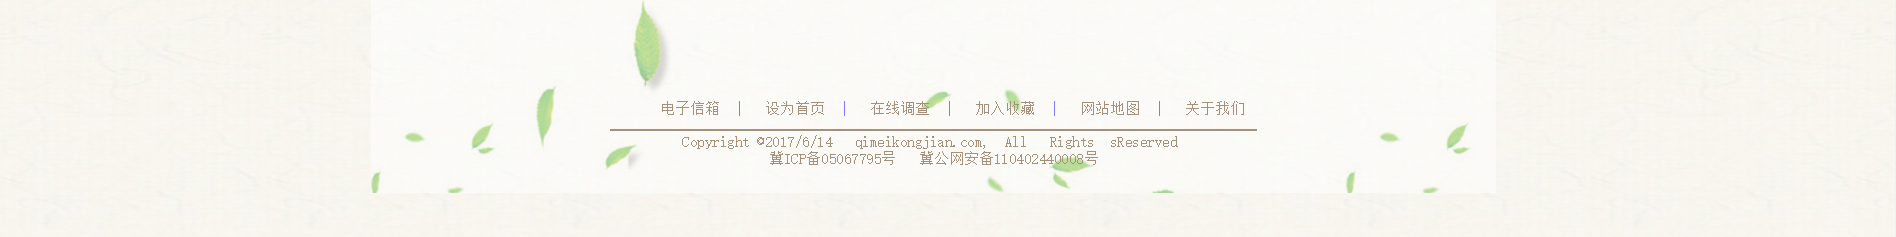 电子信箱 | 设为首页 | 在线调查 | 加入收藏 | 网站地图 | 关于我们
Copyright ©2017/6/14 qimeikongjian.com, All Rights sReserved
冀ICP备05067795号 冀公网安备110402440008号